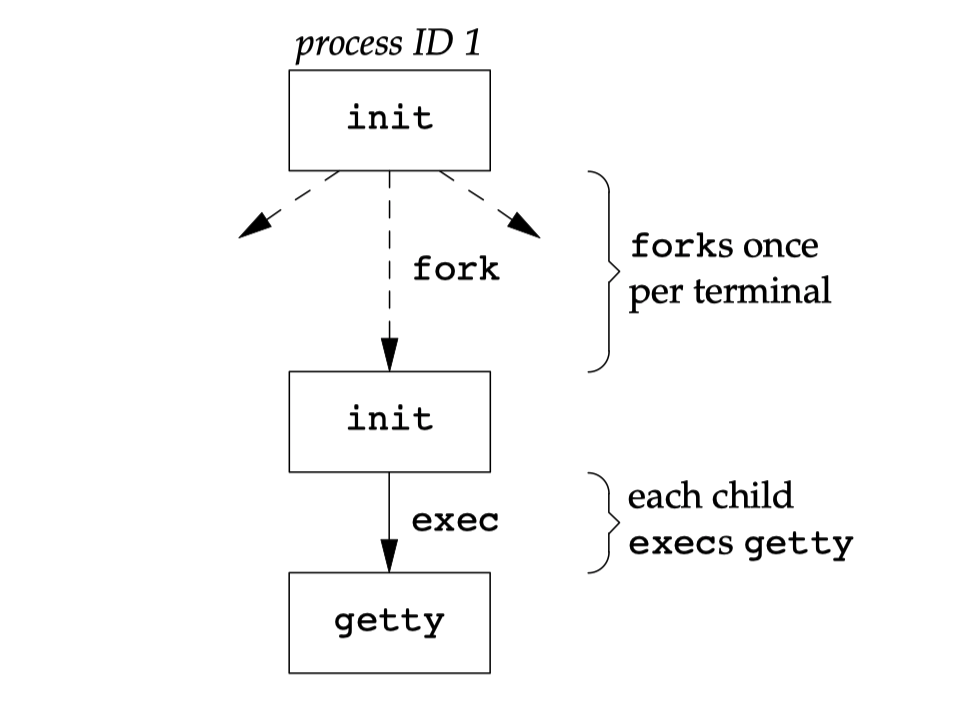 process ID 1
init
fork
forks once
per terminal
init
exec
each child
execs getty
getty